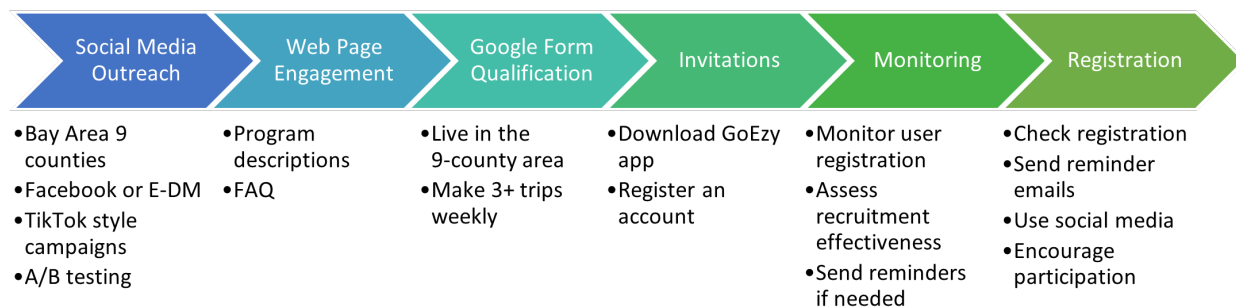 Social Media
Outreach
Web Page
Engagement
Google Form
Qualification
Invitations
Monitoring
Registration
•Bay Area 9
counties
•Facebook or E-DM
•TikTok style
campaigns
•A/B testing
•Program
descriptions
•FAQ
•Live in the
9-county area
•Make 3+ trips
weekly
•Download GoEzy
app
•Register an
account
•Monitor user
registration
•Assess
recruitment
effectiveness
•Send reminders
if needed
•Check registration
•Send reminder
emails
•Use social media
•Encourage
participation